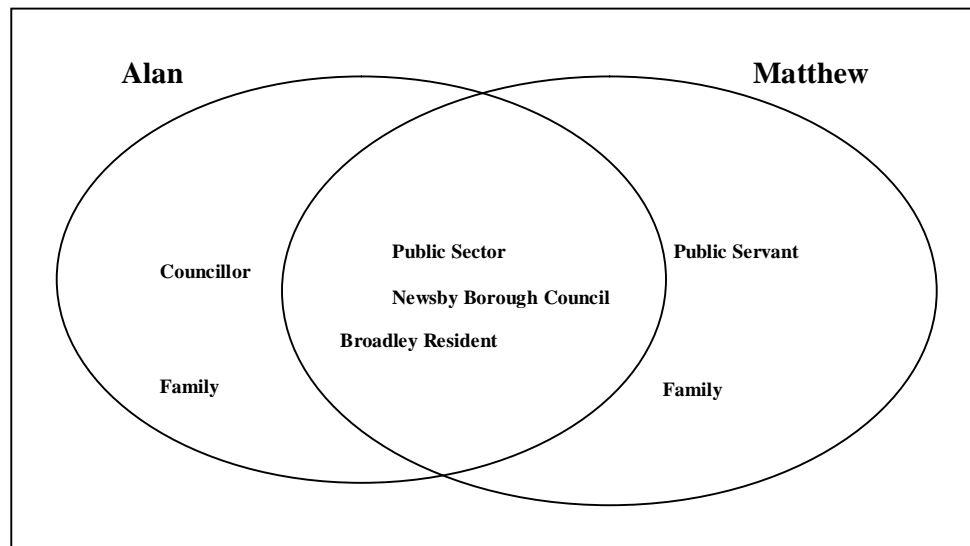 Alan
Matthew
Councillor
Family
Public Sector
Newsby Borough Council
Broadley Resident
Public Servant
Family